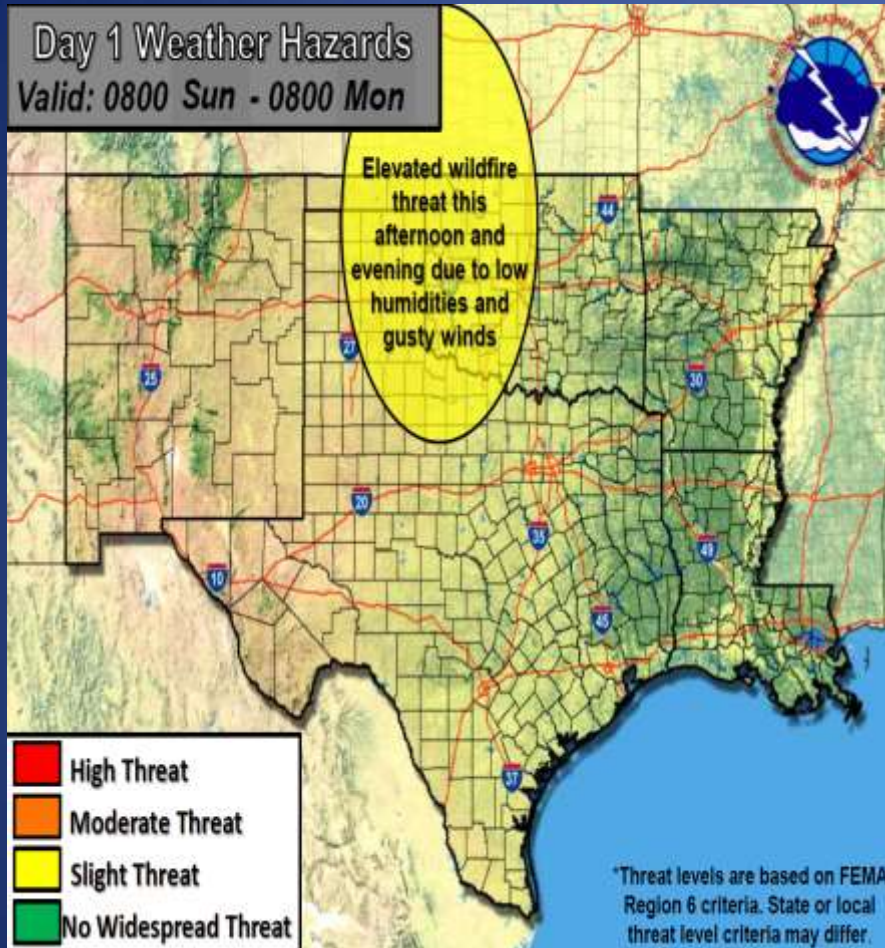 Day 1 Weather Hazards
Valid: 0800 Sun - 0800 Mon
Elevated wildfire
threat this
afternoon and
evening due to low
humidities and
gusty winds
44
27
25
30
20
35
49
10
45
37
High Threat
Moderate Threat
Slight Threat
No Widespread Threat
*Threat levels are based on FEMA
Region 6 criteria. State or local
threat level criteria may differ.